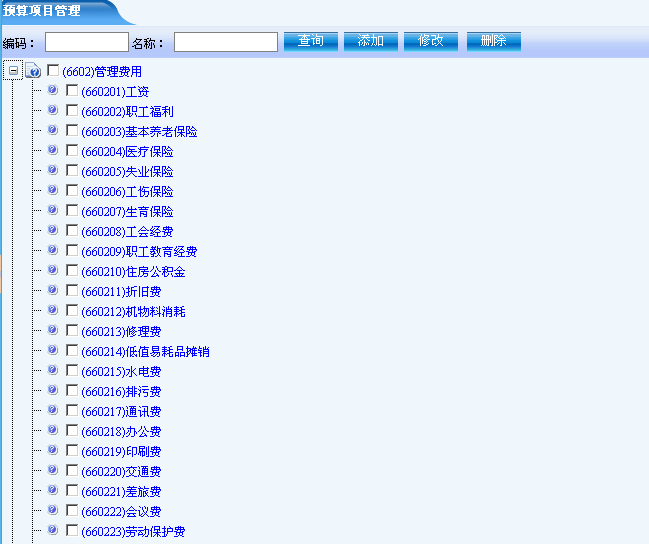 预算项目管理
编码： 名称： 查询 添加 修改 删除
(6602)管理费用
(660201)工资
(660202)职工福利
(660203)基本养老保险
(660204)医疗保险
(660205)失业保险
(660206)工伤保险
(660207)生育保险
(660208)工会经费
(660209)职工教育经费
(660210)住房公积金
(660211)折旧费
(660212)机物料消耗
(660213)修理费
(660214)低值易耗品摊销
(660215)水电费
(660216)排污费
(660217)通讯费
(660218)办公费
(660219)印刷费
(660220)交通费
(660221)差旅费
(660222)会议费
(660223)劳动保护费